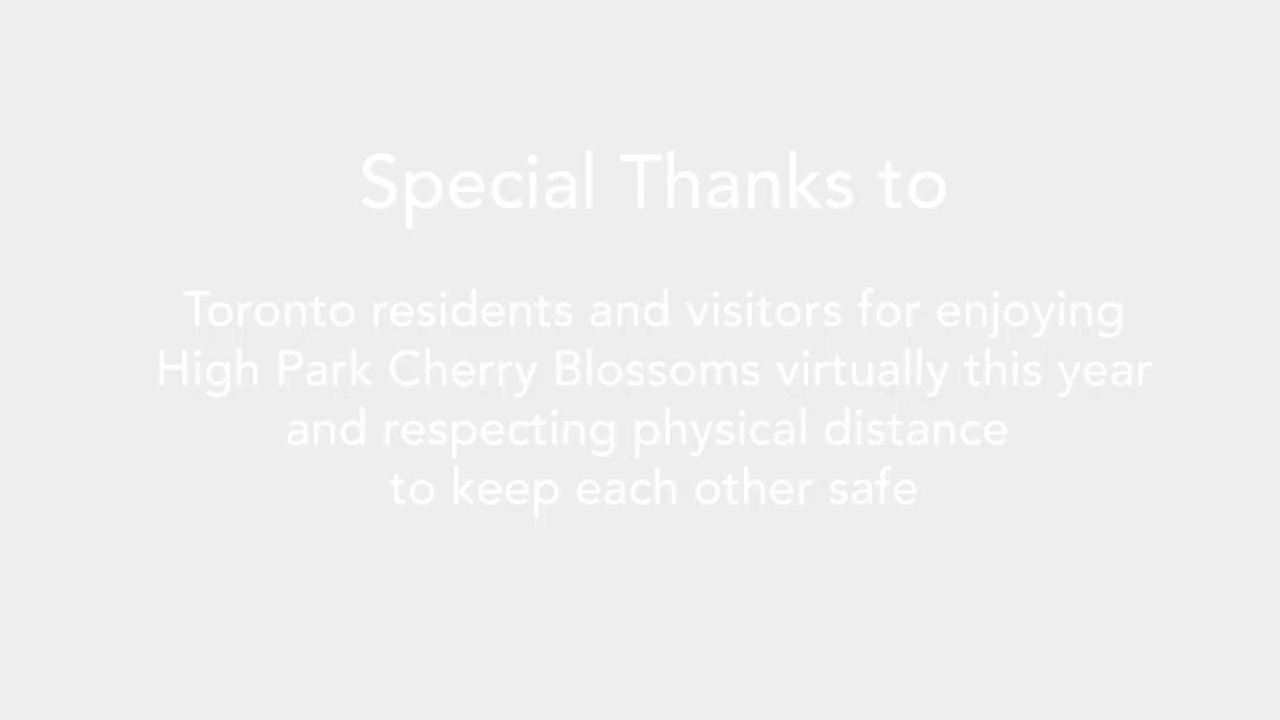 Special Thanks to
Toronto residents and visitors for enjoying
High Park Cherry Blossoms virtually this year
and respecting physical distance
to keep each other safe